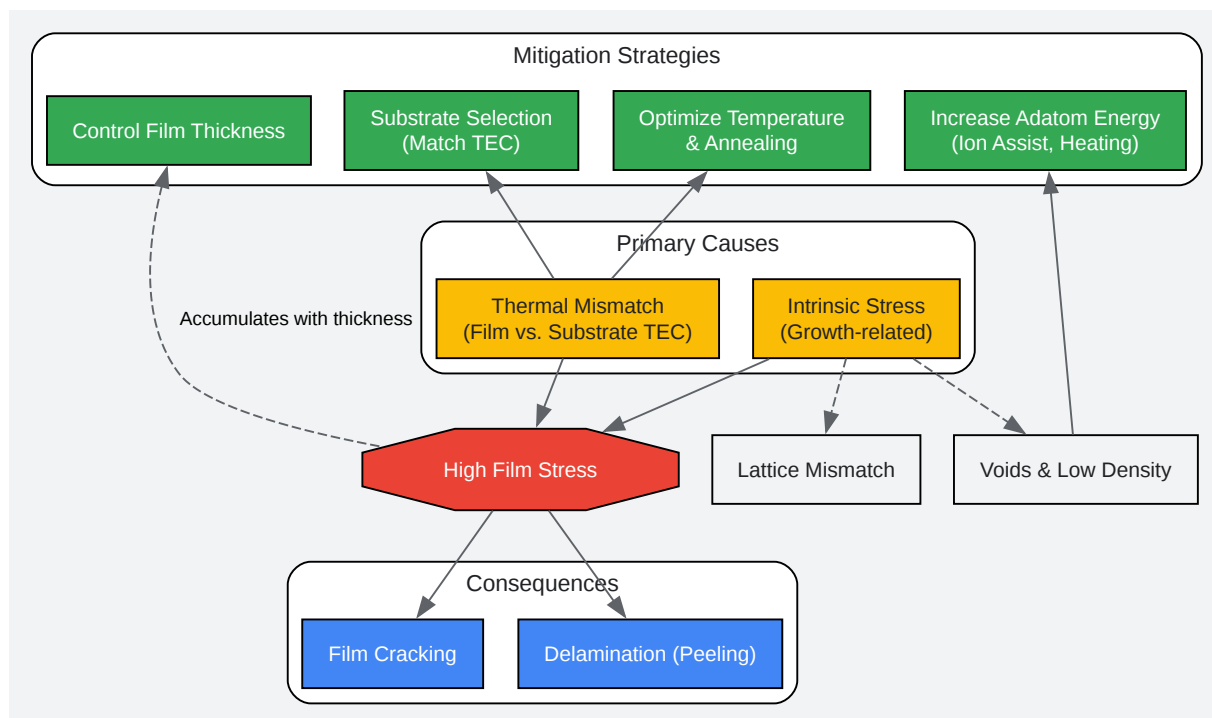 Mitigation Strategies
Control Film Thickness
Substrate Selection
(Match TEC)
Optimize Temperature
& Annealing
Increase Adatom Energy
(Ion Assist, Heating)
Primary Causes
Thermal Mismatch
(Film vs. Substrate TEC)
Intrinsic Stress
(Growth-related)
Accumulates with thickness
High Film Stress
Lattice Mismatch
Voids & Low Density
Consequences
Film Cracking
Delamination (Peeling)